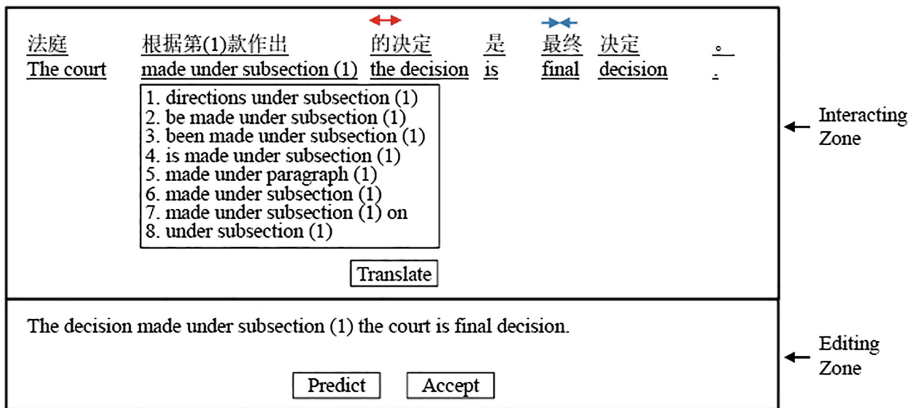 法庭 根据第(1)款作出 的决定 是 最终 决定 。
The court made under subsection (1) the decision is final decision .
1. directions under subsection (1)
2. be made under subsection (1)
3. been made under subsection (1)
4. is made under subsection (1)
5. made under paragraph (1)
6. made under subsection (1)
7. made under subsection (1) on
8. under subsection (1)
Translate
Interacting
Zone
The decision made under subsection (1) the court is final decision.
Predict Accept
Editing
Zone